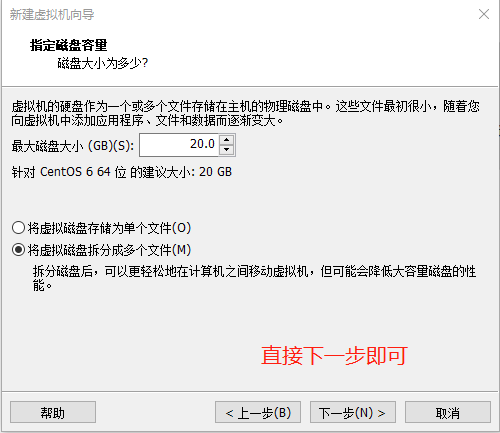 新建虚拟机向导
指定磁盘容量
磁盘大小为多少?
虚拟机的硬盘作为一个或多个文件存储在主机的物理磁盘中。这些文件最初很小，随着您
向虚拟机中添加应用程序、文件和数据而逐渐变大。
最大磁盘大小 (GB)(S): 20.0
针对 CentOS 6 64 位 的建议大小: 20 GB
将虚拟磁盘存储为单个文件(O)
将虚拟磁盘拆分成多个文件(M)
拆分磁盘后，可以更轻松地在计算机之间移动虚拟机，但可能会降低大容量磁盘的性
能。
直接下一步即可
帮助 < 上一步(B) 下一步(N) > 取消